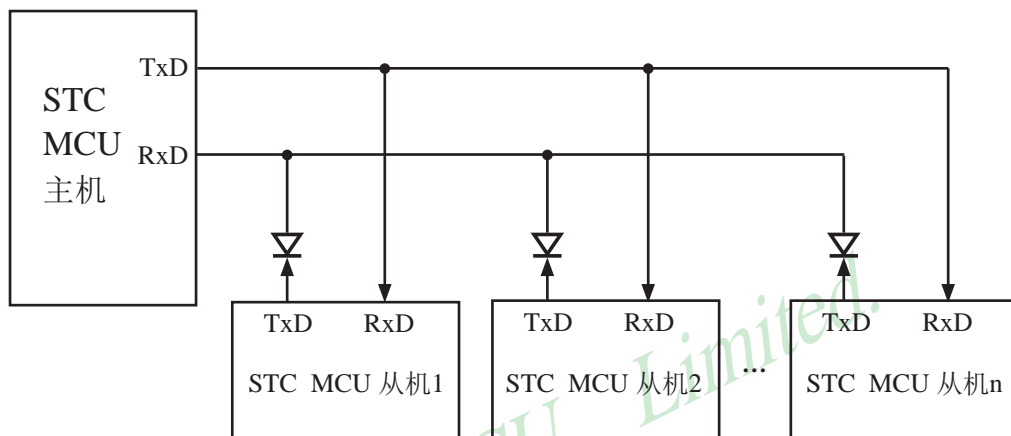 TxD
STC
MCU
RxD
主机
TxD RxD
TxD RxD
TxD RxD
STC MCU 从机1
STC MCU 从机2
...
STC MCU 从机n
Limited.